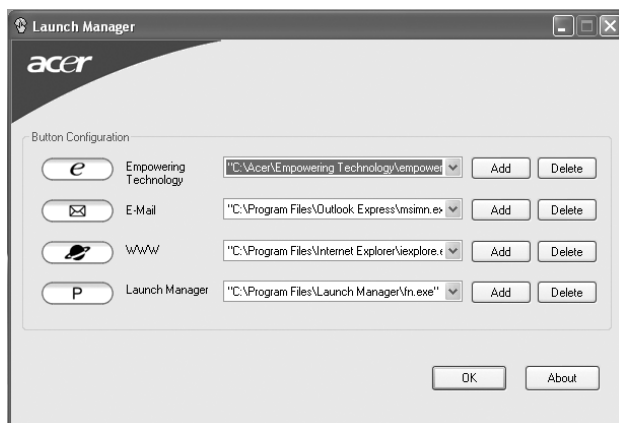 Launch Manager
acer
Button Configuration
e Empowering Technology "C:\Acer\Empowering Technology\empower Add Delete
E-Mail "C:\Program Files\Outlook Express\msimn.ex Add Delete
WWW "C:\Program Files\Internet Explorer\iexplore.e Add Delete
P Launch Manager "C:\Program Files\Launch Manager\fn.exe" Add Delete
OK About